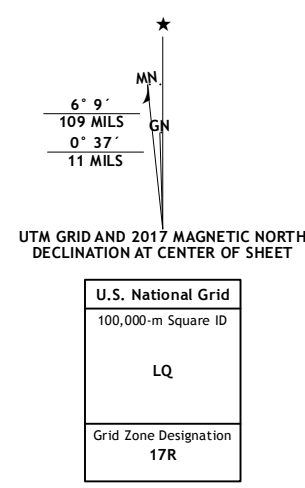 ★
MN
6° 9´
109 MILS
GN
0° 37´
11 MILS
UTM GRID AND 2017 MAGNETIC NORTH
DECLINATION AT CENTER OF SHEET
U.S. National Grid
100,000-m Square ID
LQ
Grid Zone Designation
17R